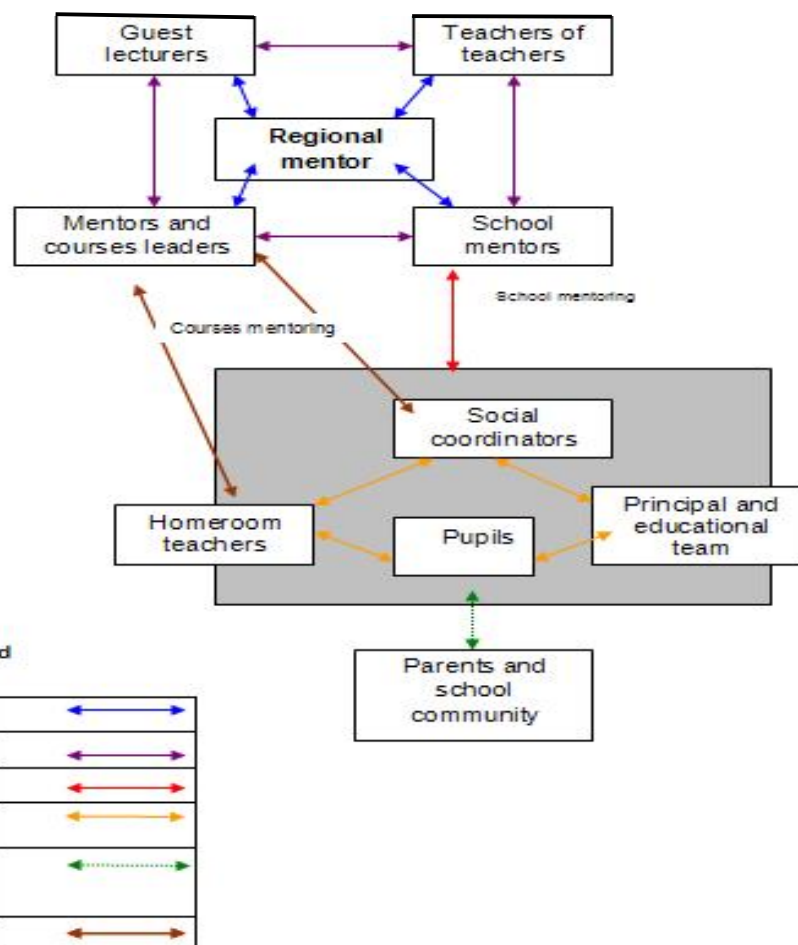 Guest
lecturers
Teachers of
teachers
Regional
mentor
Mentors and
courses leaders
School
mentors
School mentoring
Courses mentoring
Social
coordinators
Homeroom
teachers
Pupils
Principal and
educational
team
Parents and
school
community